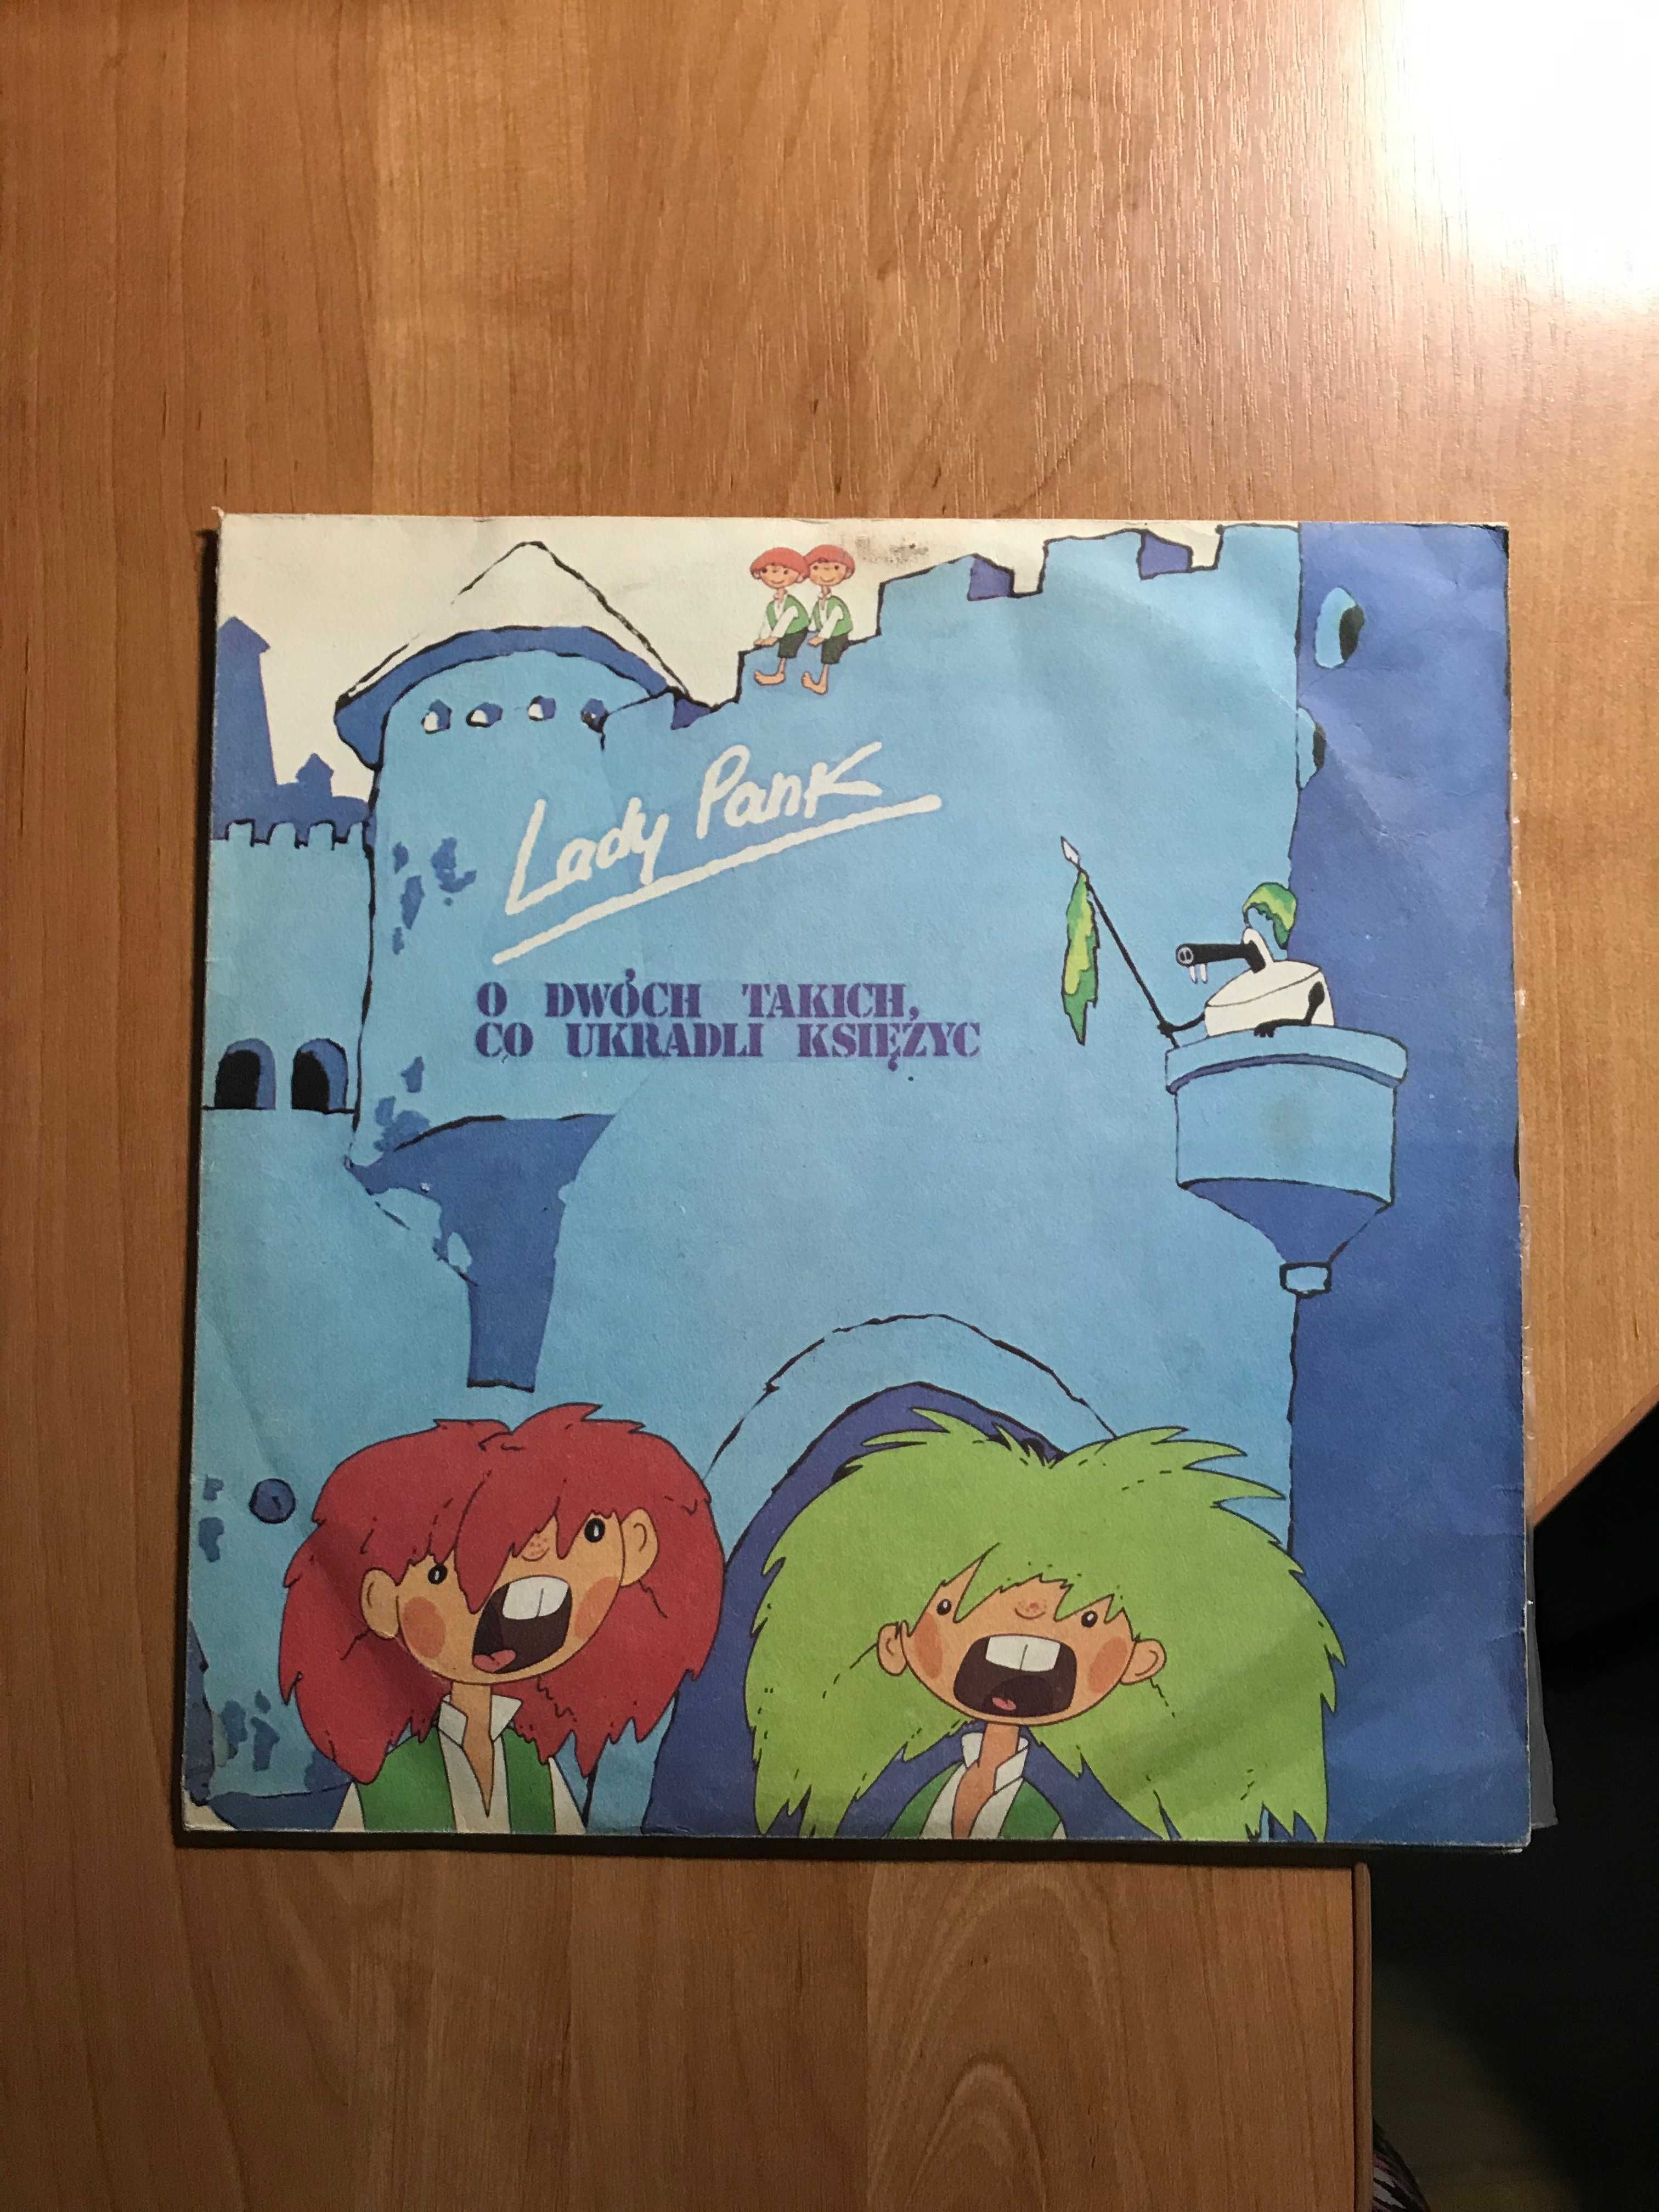 Lady Pank
O DWÓCH TAKICH,
CO UKRADLI KSIĘŻYC